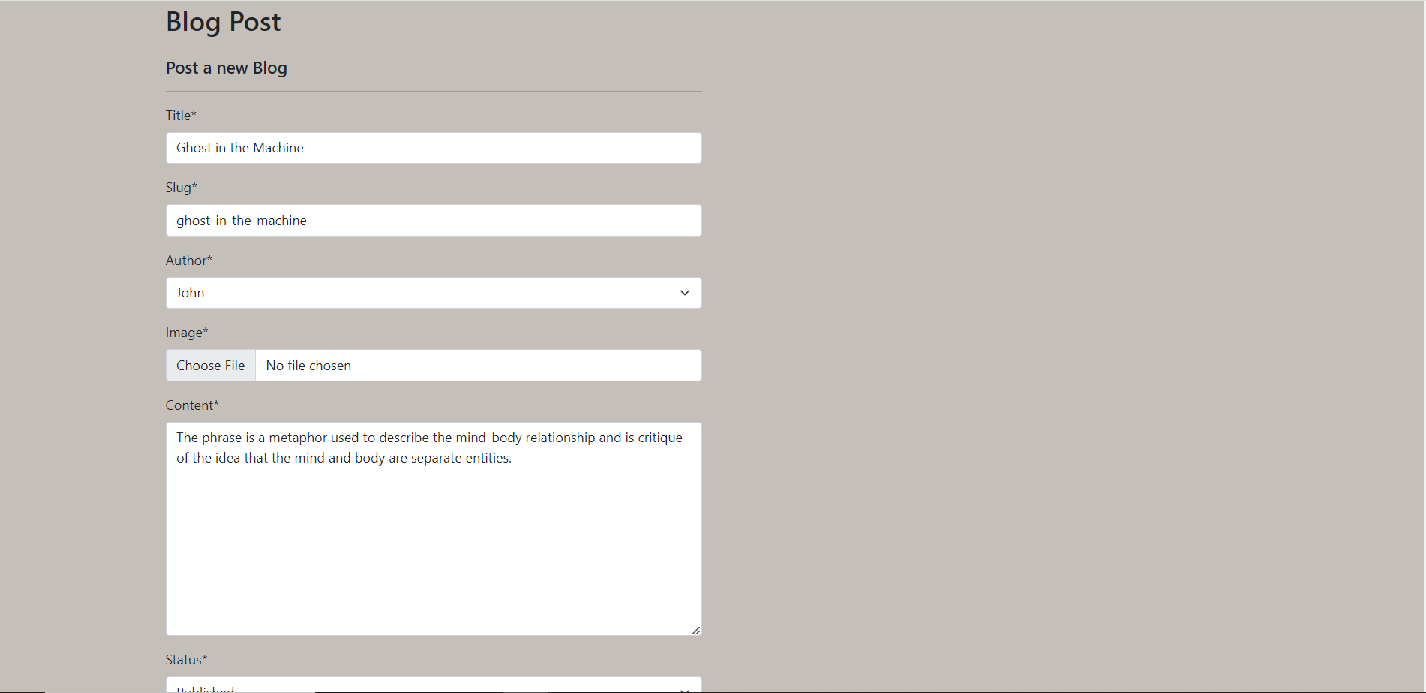 Blog Post
Post a new Blog
Title*
Ghost in the Machine
Slug*
ghost-in-the-machine
Author*
John
Image*
Choose File No file chosen
Content*
The phrase is a metaphor used to describe the mind-body relationship and is critique
of the idea that the mind and body are separate entities.
Status*
Published